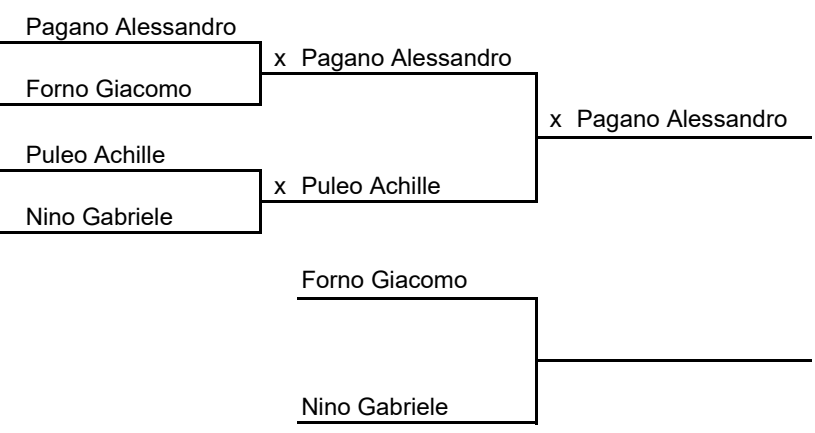 Pagano Alessandro
x Pagano Alessandro
Forno Giacomo
x Pagano Alessandro
Puleo Achille
x Puleo Achille
Nino Gabriele
Forno Giacomo
Nino Gabriele